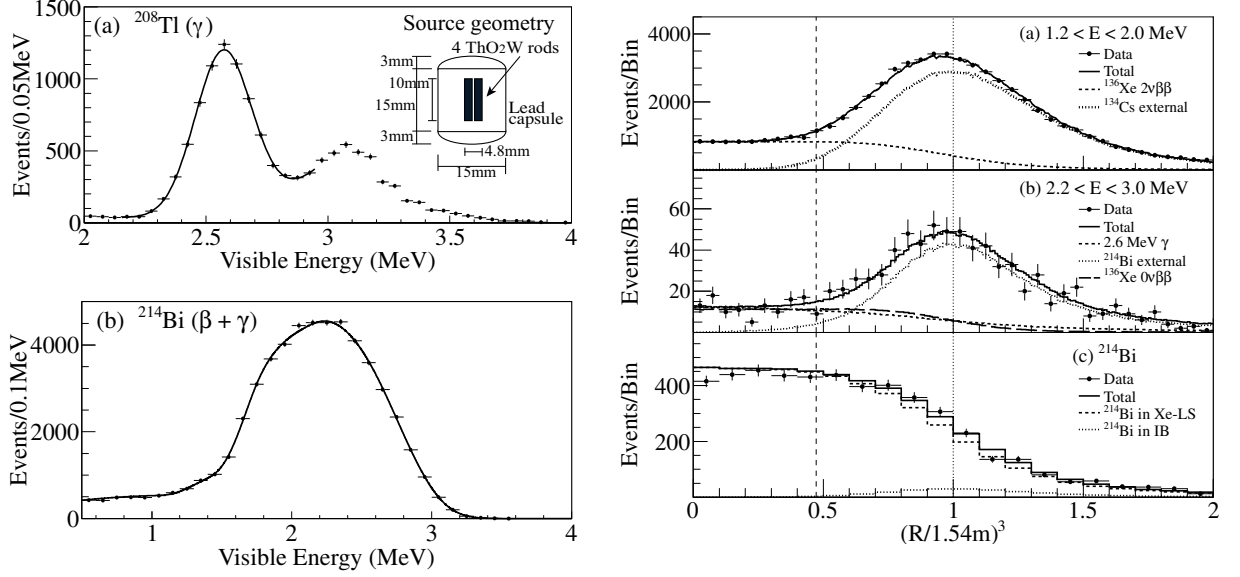 (a) ²⁰⁸Tl (γ)
Source geometry
4 ThO2W rods
3mm
10mm
15mm
Lead
capsule
3mm
4.8mm
15mm
Events/0.05MeV
1500
1000
500
0
2
2.5
3
3.5
4
Visible Energy (MeV)
(b) ²¹⁴Bi (β + γ)
Events/0.1MeV
4000
2000
0
1
2
3
4
Visible Energy (MeV)
(a) 1.2 < E < 2.0 MeV
Data
Total
¹³⁶Xe 2νββ
¹³⁴Cs external
Events/Bin
4000
2000
(b) 2.2 < E < 3.0 MeV
Data
Total
2.6 MeV γ
²¹⁴Bi external
¹³⁶Xe 0νββ
Events/Bin
60
40
20
0
(c) ²¹⁴Bi
Data
Total
²¹⁴Bi in Xe-LS
²¹⁴Bi in IB
Events/Bin
400
200
0
0.5
1
1.5
2
(R/1.54m)³